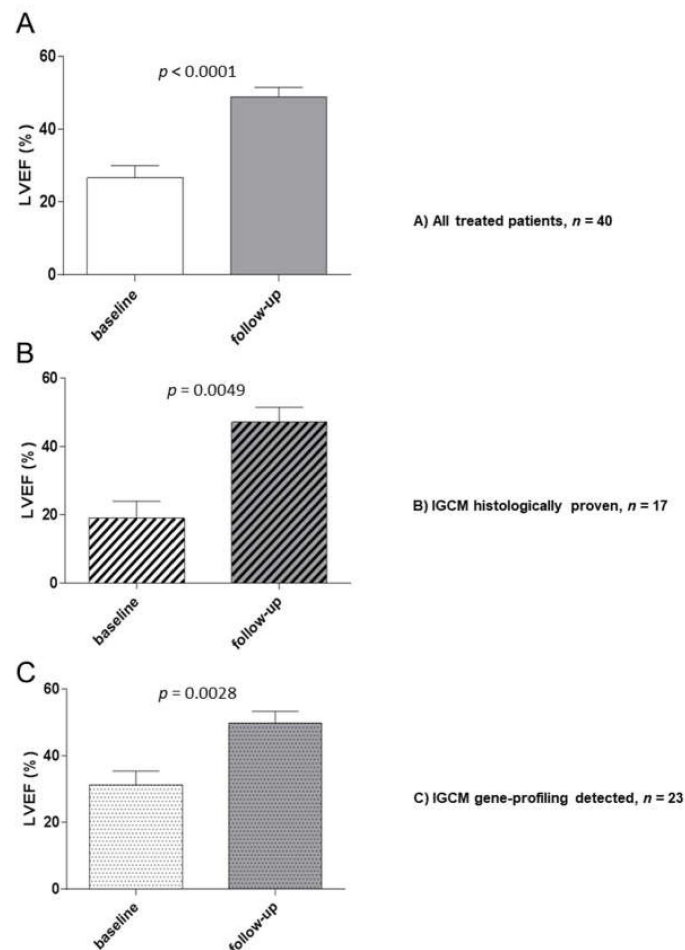 A
p < 0.0001
60
40
20
0
LVEF (%)
baseline
follow-up
A) All treated patients, n = 40
B
p = 0.0049
60
40
20
0
LVEF (%)
baseline
follow-up
B) IGCM histologically proven, n = 17
C
p = 0.0028
60
40
20
0
LVEF (%)
baseline
follow-up
C) IGCM gene-profiling detected, n = 23